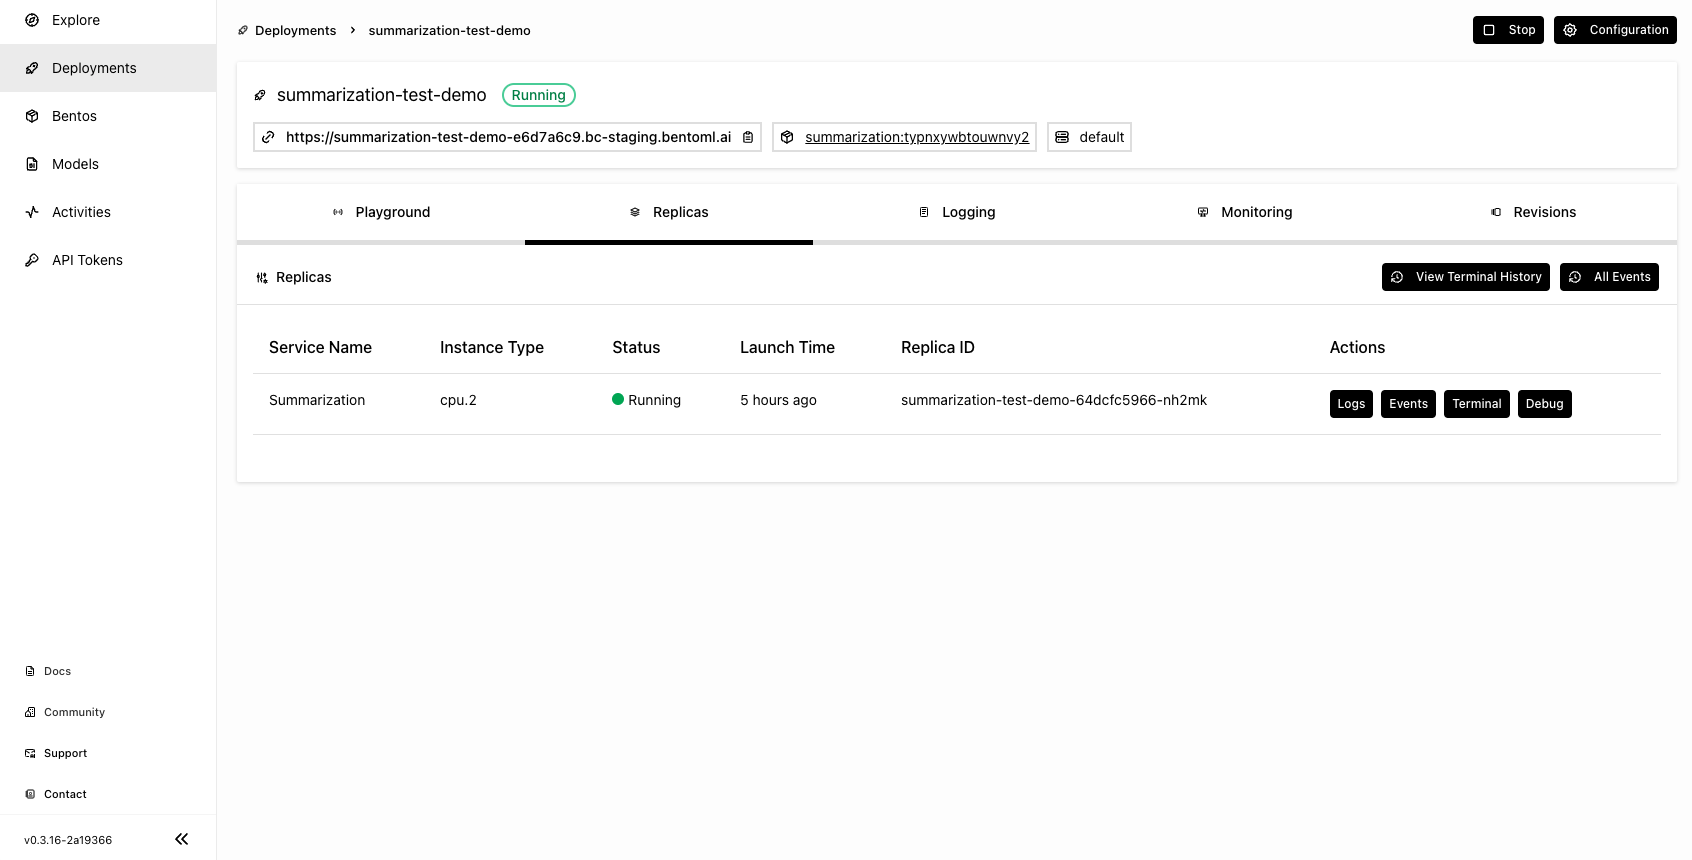 Explore
Deployments
Bentos
Models
Activities
API Tokens
Docs
Community
Support
Contact
v0.3.16-2a19366
Deployments > summarization-test-demo
Stop
Configuration
summarization-test-demo Running
https://summarization-test-demo-e6d7a6c9.bc-staging.bentoml.ai summarization:typnxywbtouwnvy2 default
Playground Replicas Logging Monitoring Revisions
Replicas
View Terminal History All Events
Service Name Instance Type Status Launch Time Replica ID Actions
Summarization cpu.2 Running 5 hours ago summarization-test-demo-64dcfc5966-nh2mk Logs Events Terminal Debug